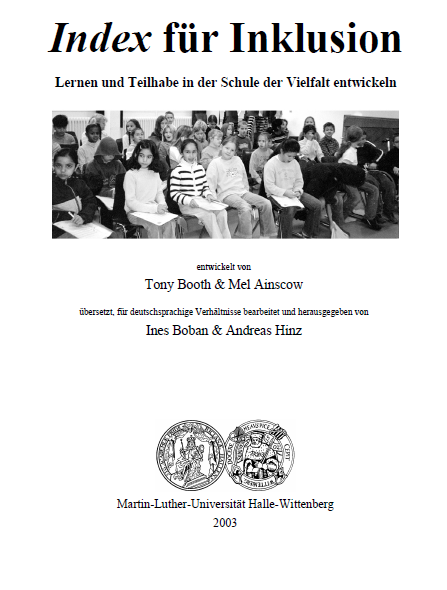 Index für Inklusion
Lernen und Teilhabe in der Schule der Vielfalt entwickeln
entwickelt von
Tony Booth & Mel Ainscow
übersetzt, für deutschsprachige Verhältnisse bearbeitet und herausgegeben von
Ines Boban & Andreas Hinz
Martin-Luther-Universität Halle-Wittenberg
2003